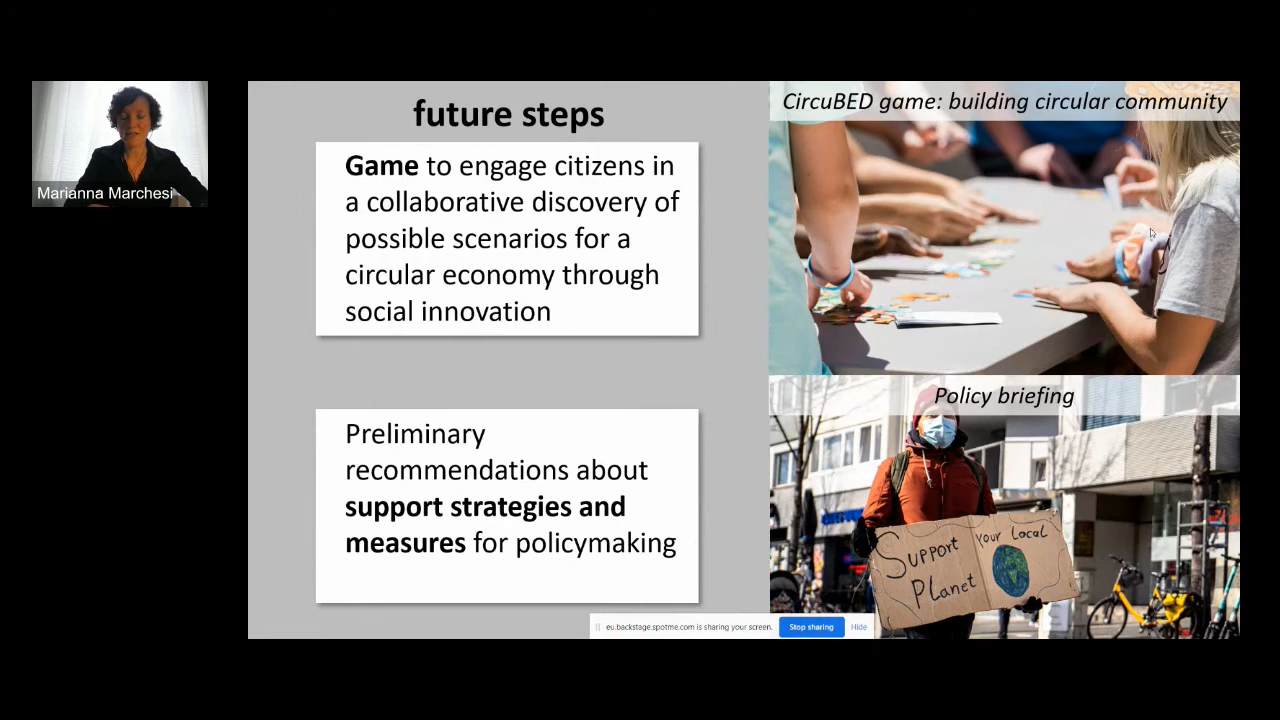 Marianna Marchesi
future steps
Game to engage citizens in
a collaborative discovery of
possible scenarios for a
circular economy through
social innovation
Preliminary
recommendations about
support strategies and
measures for policymaking
CircuBED game: building circular community
Policy briefing
Support your local
Planet
eu.backstage.spotme.com is sharing your screen.
Stop sharing
Hide